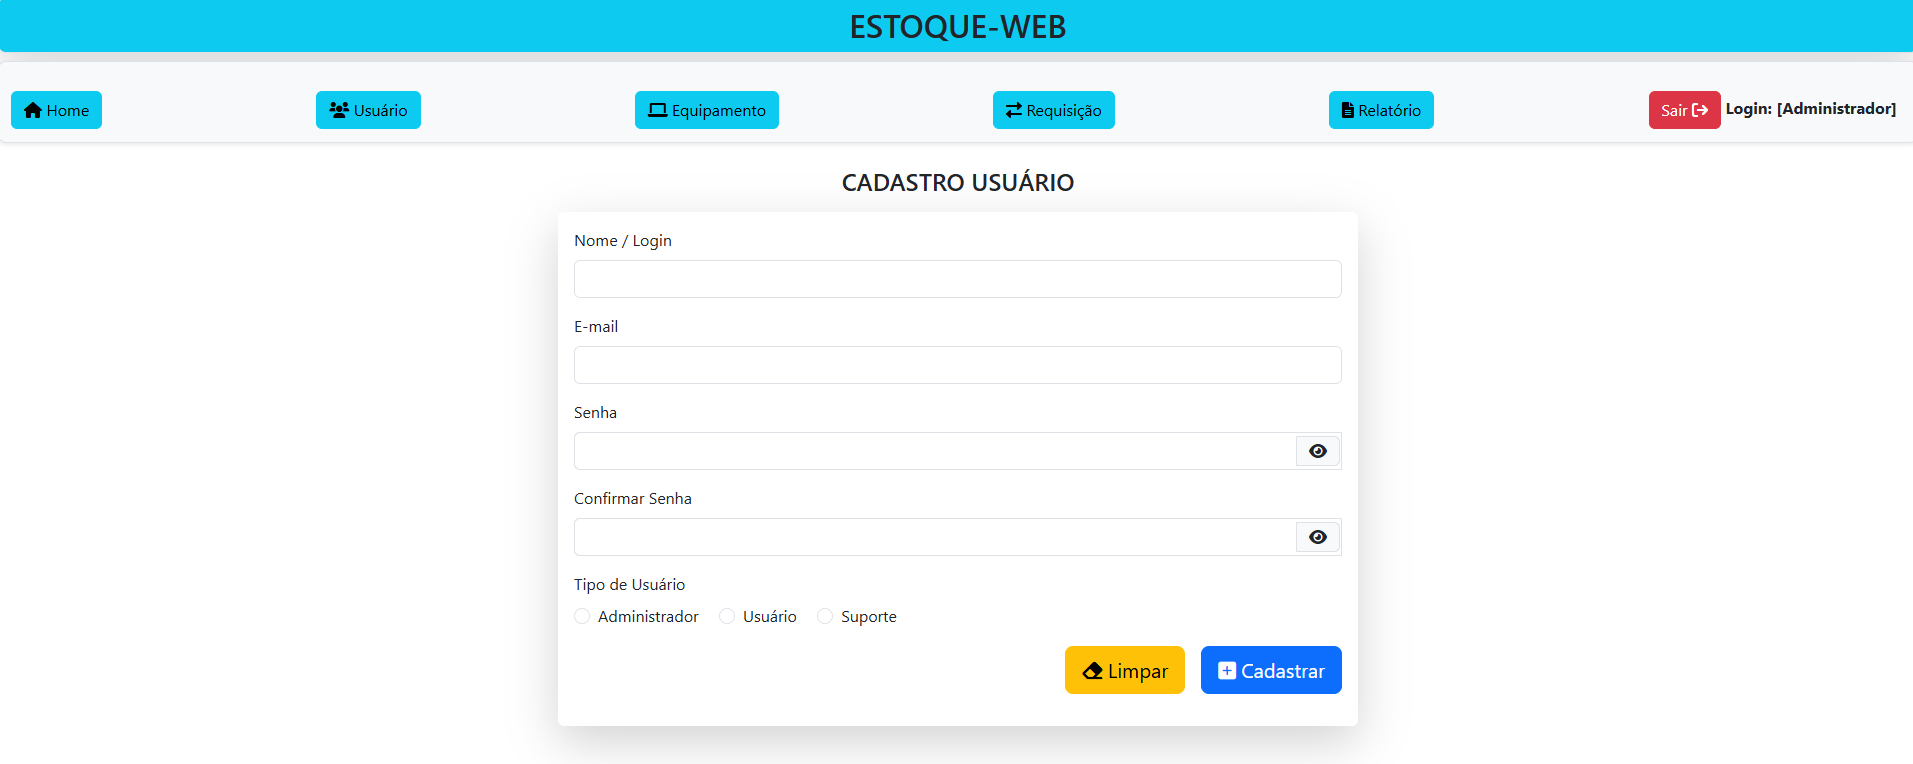 ESTOQUE-WEB
Home Usuário Equipamento Requisição Relatório Sair Login: [Administrador]
CADASTRO USUÁRIO
Nome / Login
E-mail
Senha
Confirmar Senha
Tipo de Usuário
Administrador Usuário Suporte
Limpar Cadastrar